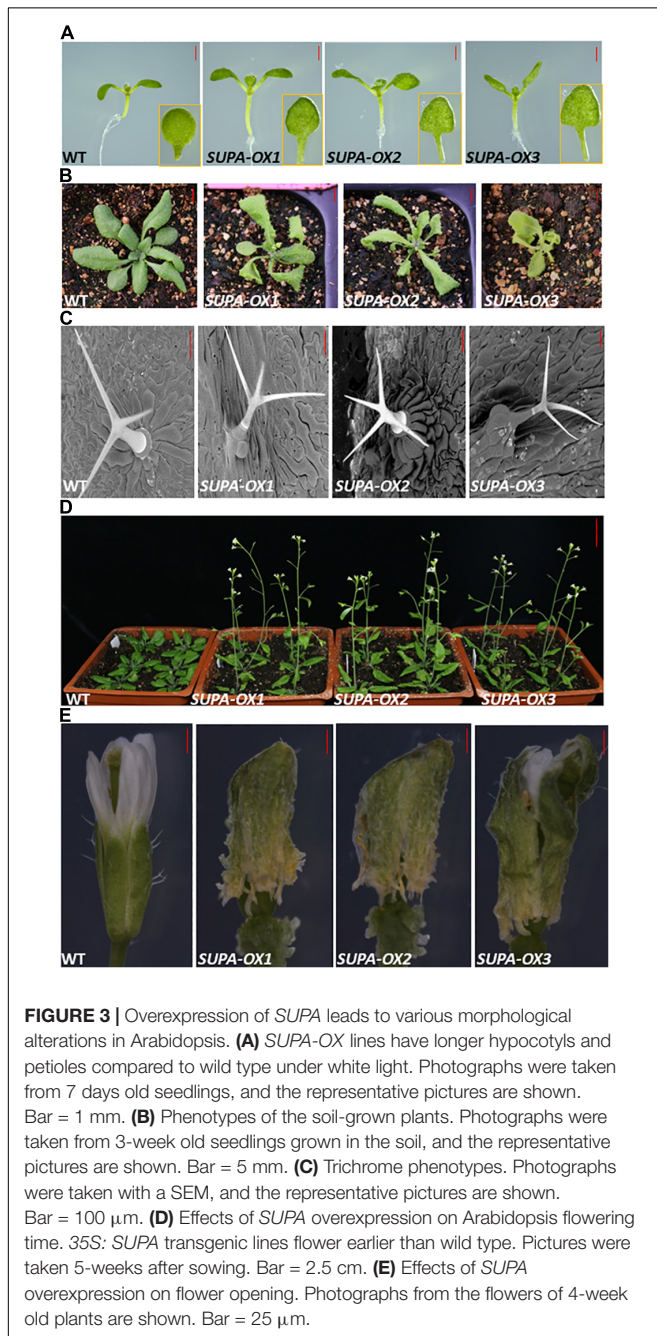 A
WT
SUPA-OX1
SUPA-OX2
SUPA-OX3
B
WT
SUPA-OX1
SUPA-OX2
SUPA-OX3
C
WT
SUPA-OX1
SUPA-OX2
SUPA-OX3
D
WT
SUPA-OX1
SUPA-OX2
SUPA-OX3
E
WT
SUPA-OX1
SUPA-OX2
SUPA-OX3
FIGURE 3 | Overexpression of SUPA leads to various morphological
alterations in Arabidopsis. (A) SUPA-OX lines have longer hypocotyls and
petioles compared to wild type under white light. Photographs were taken
from 7 days old seedlings, and the representative pictures are shown.
Bar = 1 mm. (B) Phenotypes of the soil-grown plants. Photographs were
taken from 3-week old seedlings grown in the soil, and the representative
pictures are shown. Bar = 5 mm. (C) Trichrome phenotypes. Photographs
were taken with a SEM, and the representative pictures are shown.
Bar = 100 μm. (D) Effects of SUPA overexpression on Arabidopsis flowering
time. 35S: SUPA transgenic lines flower earlier than wild type. Pictures were
taken 5-weeks after sowing. Bar = 2.5 cm. (E) Effects of SUPA
overexpression on flower opening. Photographs from the flowers of 4-week
old plants are shown. Bar = 25 μm.